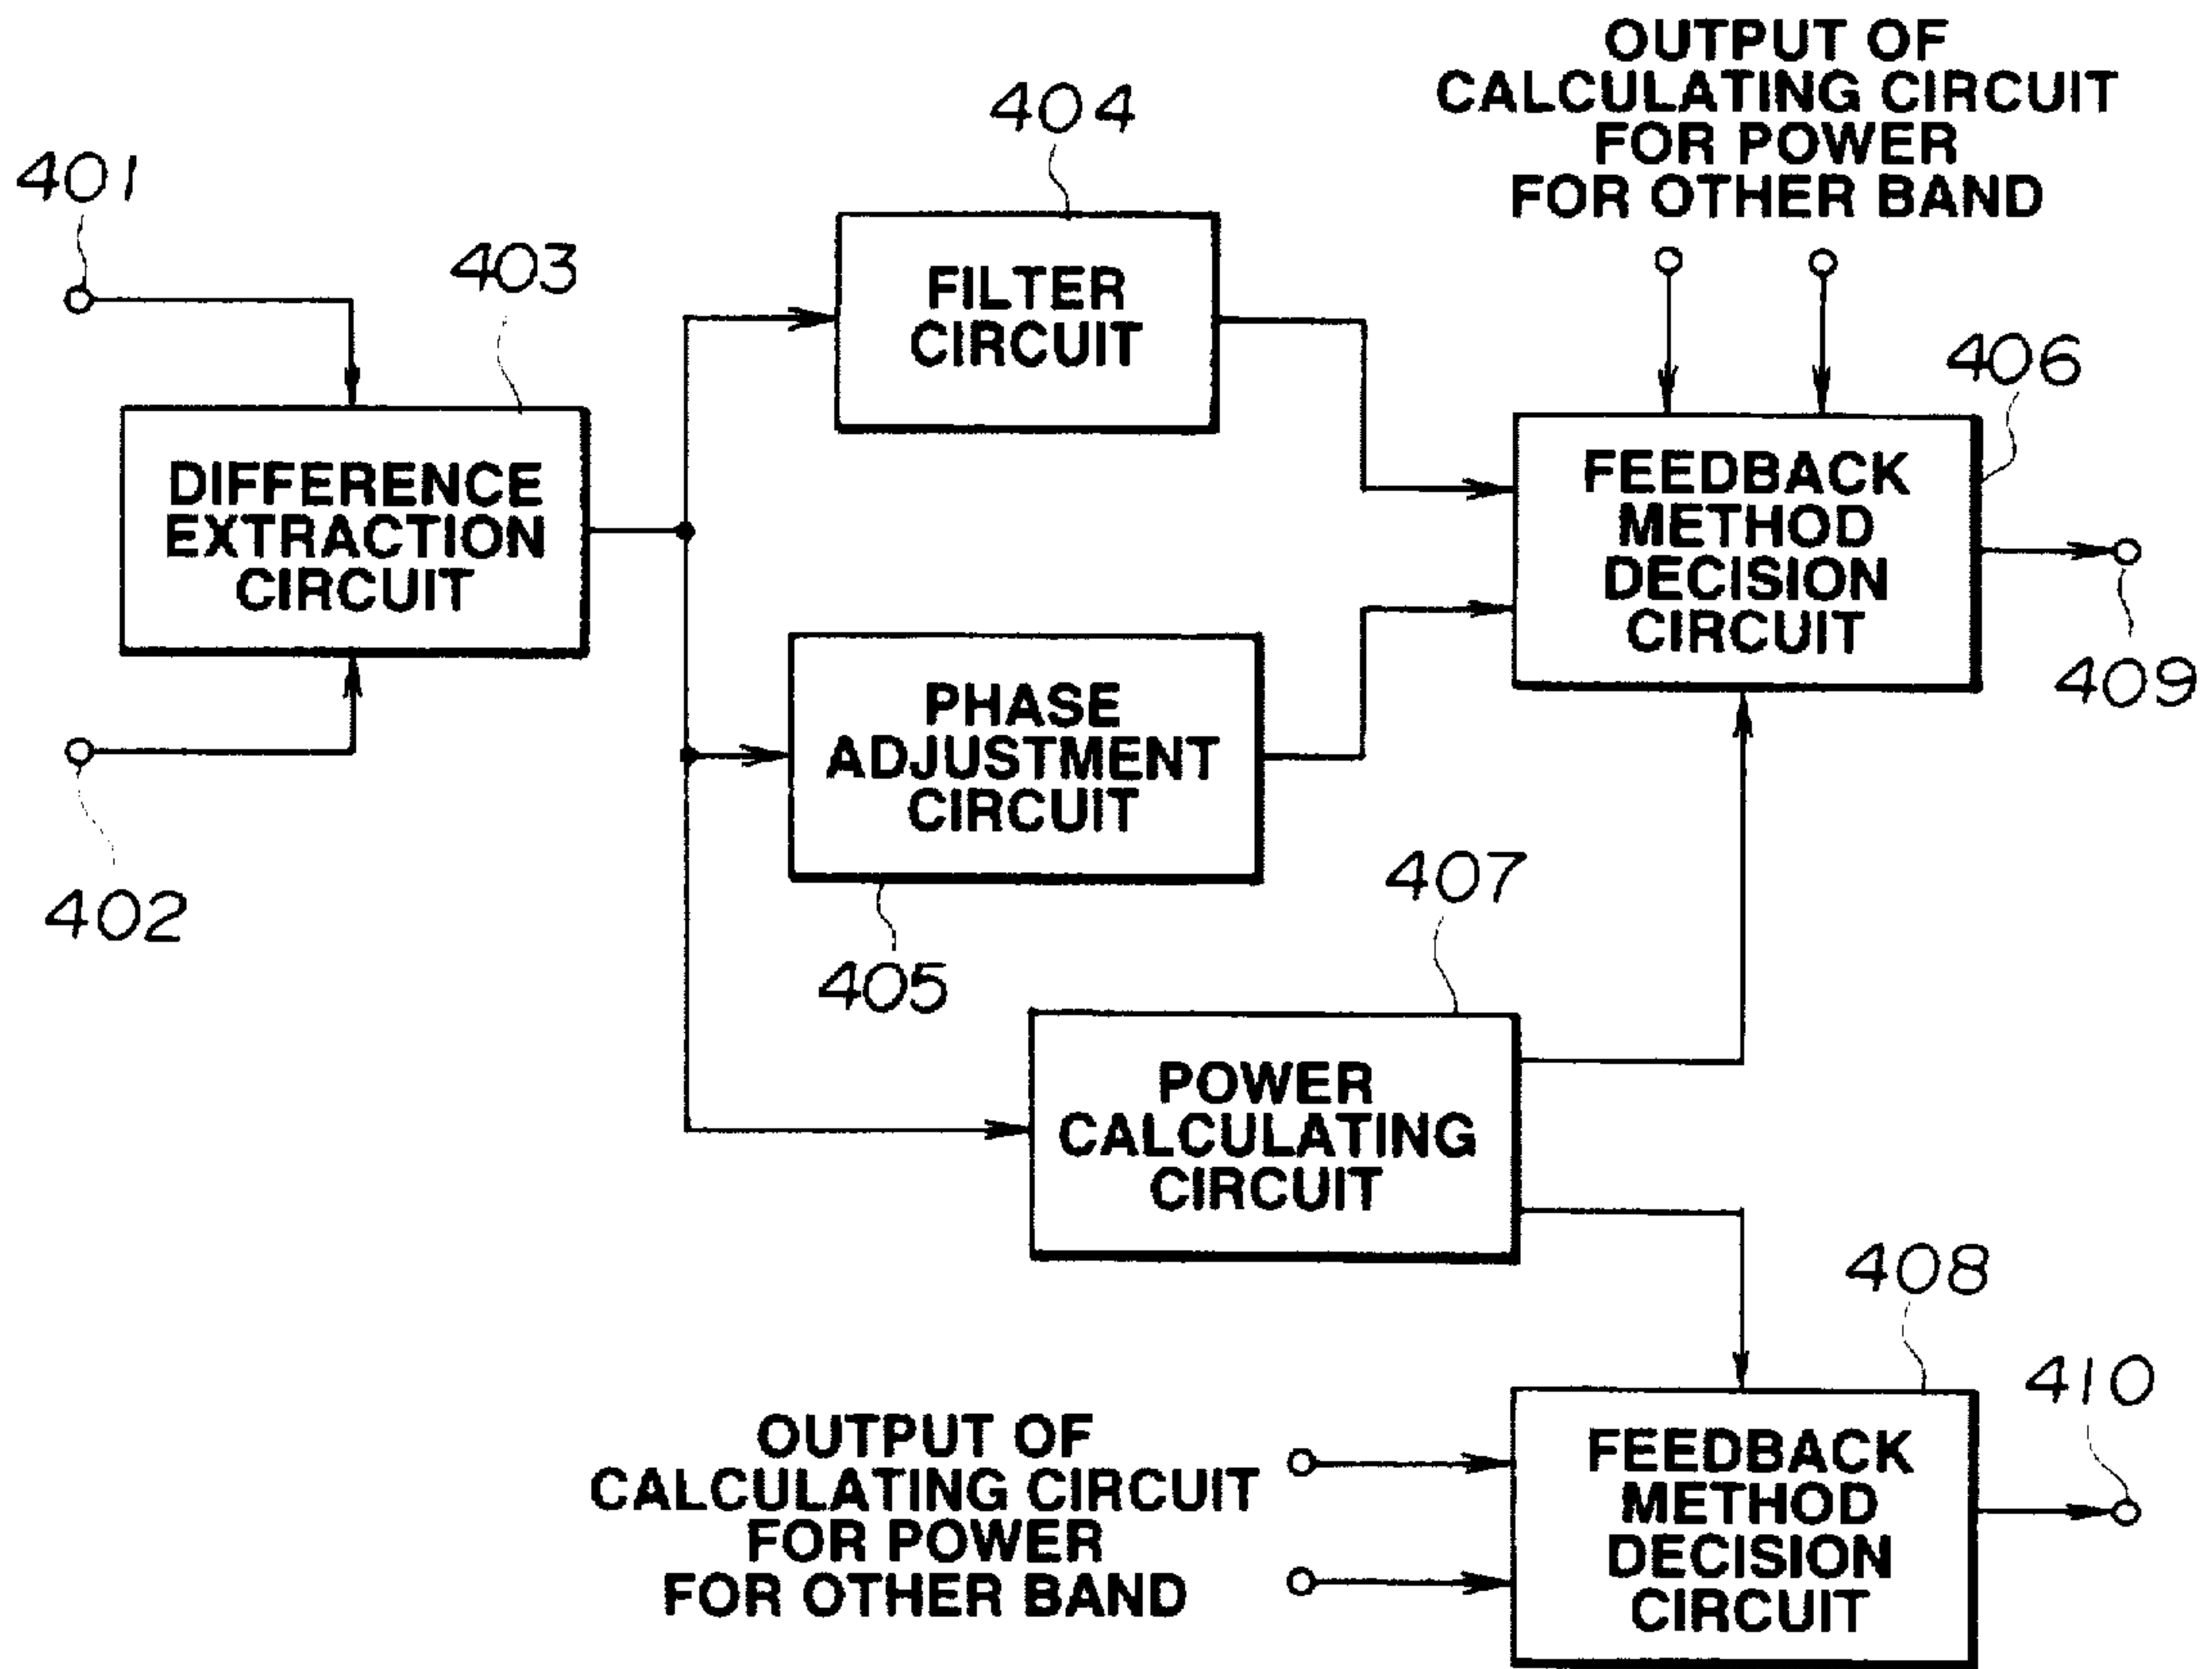 OUTPUT OF
CALCULATING CIRCUIT
FOR POWER
FOR OTHER BAND
404
401
403
FILTER
CIRCUIT
406
DIFFERENCE
EXTRACTION
CIRCUIT
FEEDBACK
METHOD
DECISION
CIRCUIT
409
PHASE
ADJUSTMENT
CIRCUIT
402
407
405
POWER
CALCULATING
CIRCUIT
408
410
OUTPUT OF
CALCULATING CIRCUIT
FOR POWER
FOR OTHER BAND
FEEDBACK
METHOD
DECISION
CIRCUIT